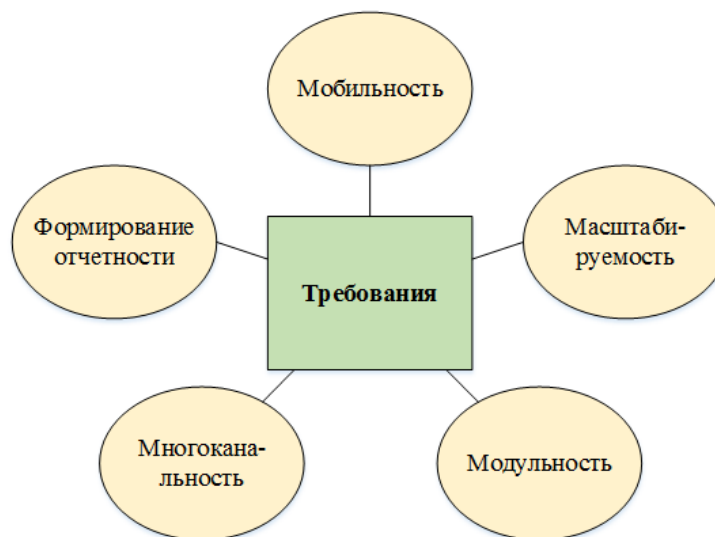 Мобильность
Формирование
отчетности
Масштаби-
руемость
Требования
Многокана-
льность
Модульность